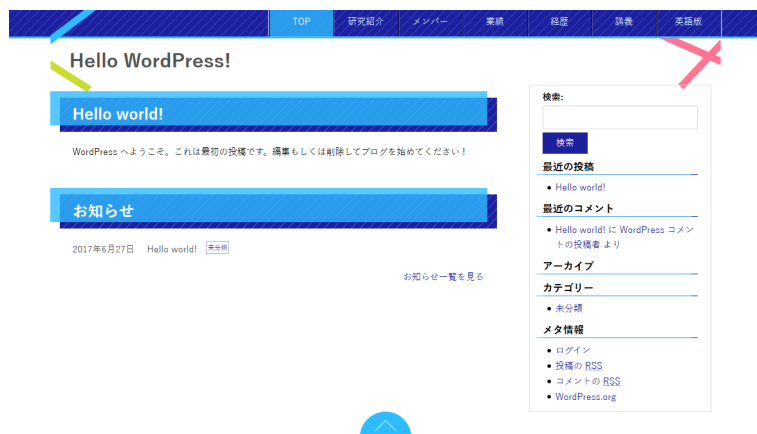 TOP
研究紹介
メンバー
業績
経歴
講義
英語版
Hello WordPress!
Hello world!
WordPress へようこそ。これは最初の投稿です。編集もしくは削除してブログを始めてください！
お知らせ
2017年6月27日 Hello world! 未分類
お知らせ一覧を見る
検索:
検索
最近の投稿
Hello world!
最近のコメント
Hello world! に WordPress コメン
トの投稿者 より
アーカイブ
カテゴリー
未分類
メタ情報
ログイン
投稿の RSS
コメントの RSS
WordPress.org